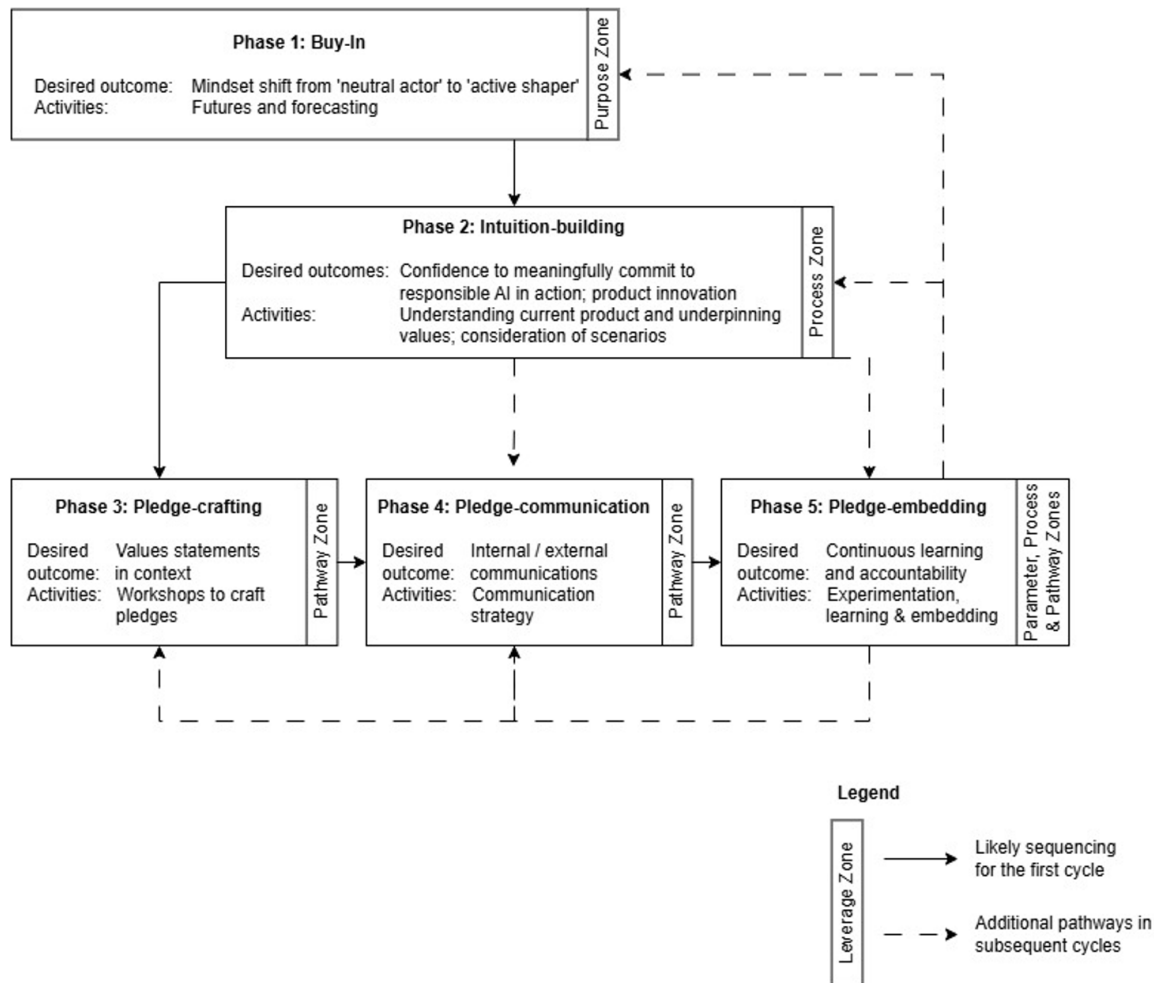 Phase 1: Buy-In
Desired outcome: Mindset shift from 'neutral actor' to 'active shaper'
Activities: Futures and forecasting
Purpose Zone
Phase 2: Intuition-building
Desired outcomes: Confidence to meaningfully commit to
responsible AI in action; product innovation
Activities: Understanding current product and underpinning
values; consideration of scenarios
Process Zone
Phase 3: Pledge-crafting
Desired Values statements
outcome: in context
Activities: Workshops to craft
pledges
Pathway Zone
Phase 4: Pledge-communication
Desired Internal / external
outcome: communications
Activities: Communication
strategy
Pathway Zone
Phase 5: Pledge-embedding
Desired Continuous learning
outcome: and accountability
Activities: Experimentation,
learning & embedding
Parameter, Process
& Pathway Zones
Legend
Leverage Zone
Likely sequencing
for the first cycle
Additional pathways in
subsequent cycles